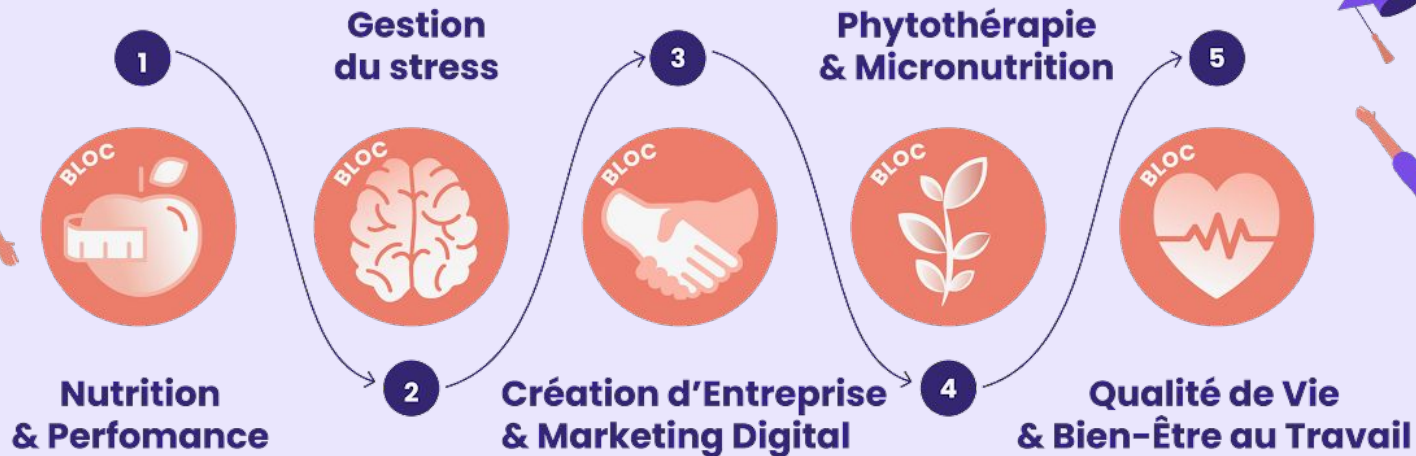 1
BLOC
Nutrition
& Perfomance
Gestion
du stress
BLOC
2
3
BLOC
Création d’Entreprise
& Marketing Digital
Phytothérapie
& Micronutrition
BLOC
4
5
BLOC
Qualité de Vie
& Bien-Être au Travail